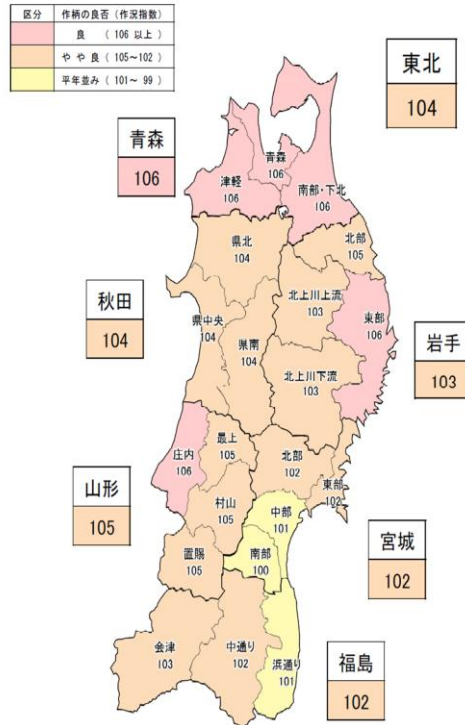 区分 作柄の良否（作況指数）
良 （ 106 以上 ）
や や 良 （ 105～102 ）
平年並み （ 101～ 99 ）
東北
104
青森
106
青森
106
津軽
106
南部・下北
106
県北
104
北部
105
秋田
104
県中央
104
県南
104
北上川上流
103
東部
106
北上川下流
103
岩手
103
庄内
106
最上
105
北部
102
東部
102
山形
105
村山
105
中部
101
置賜
105
南部
100
宮城
102
会津
103
中通り
102
浜通り
101
福島
102